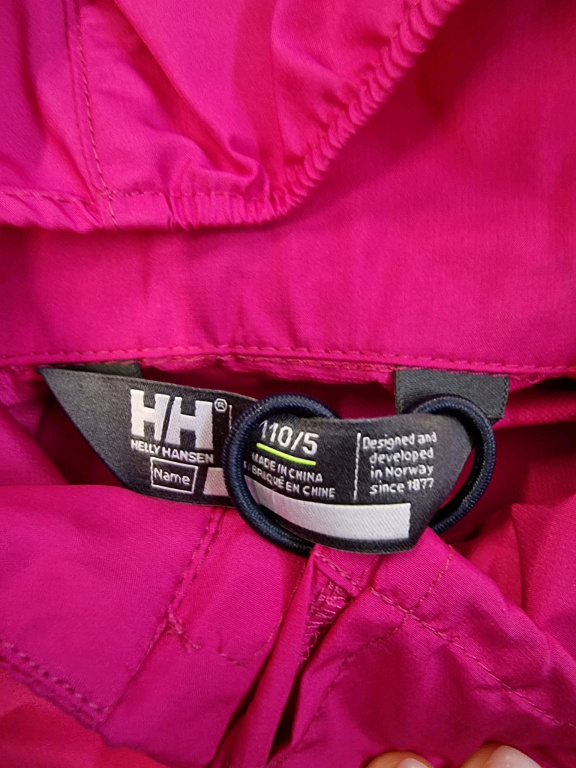 HH®
HELLY HANSEN
Name
110/5
MADE IN CHINA
FABRIQUÉ EN CHINE
Designed and
developed
in Norway
since 1877